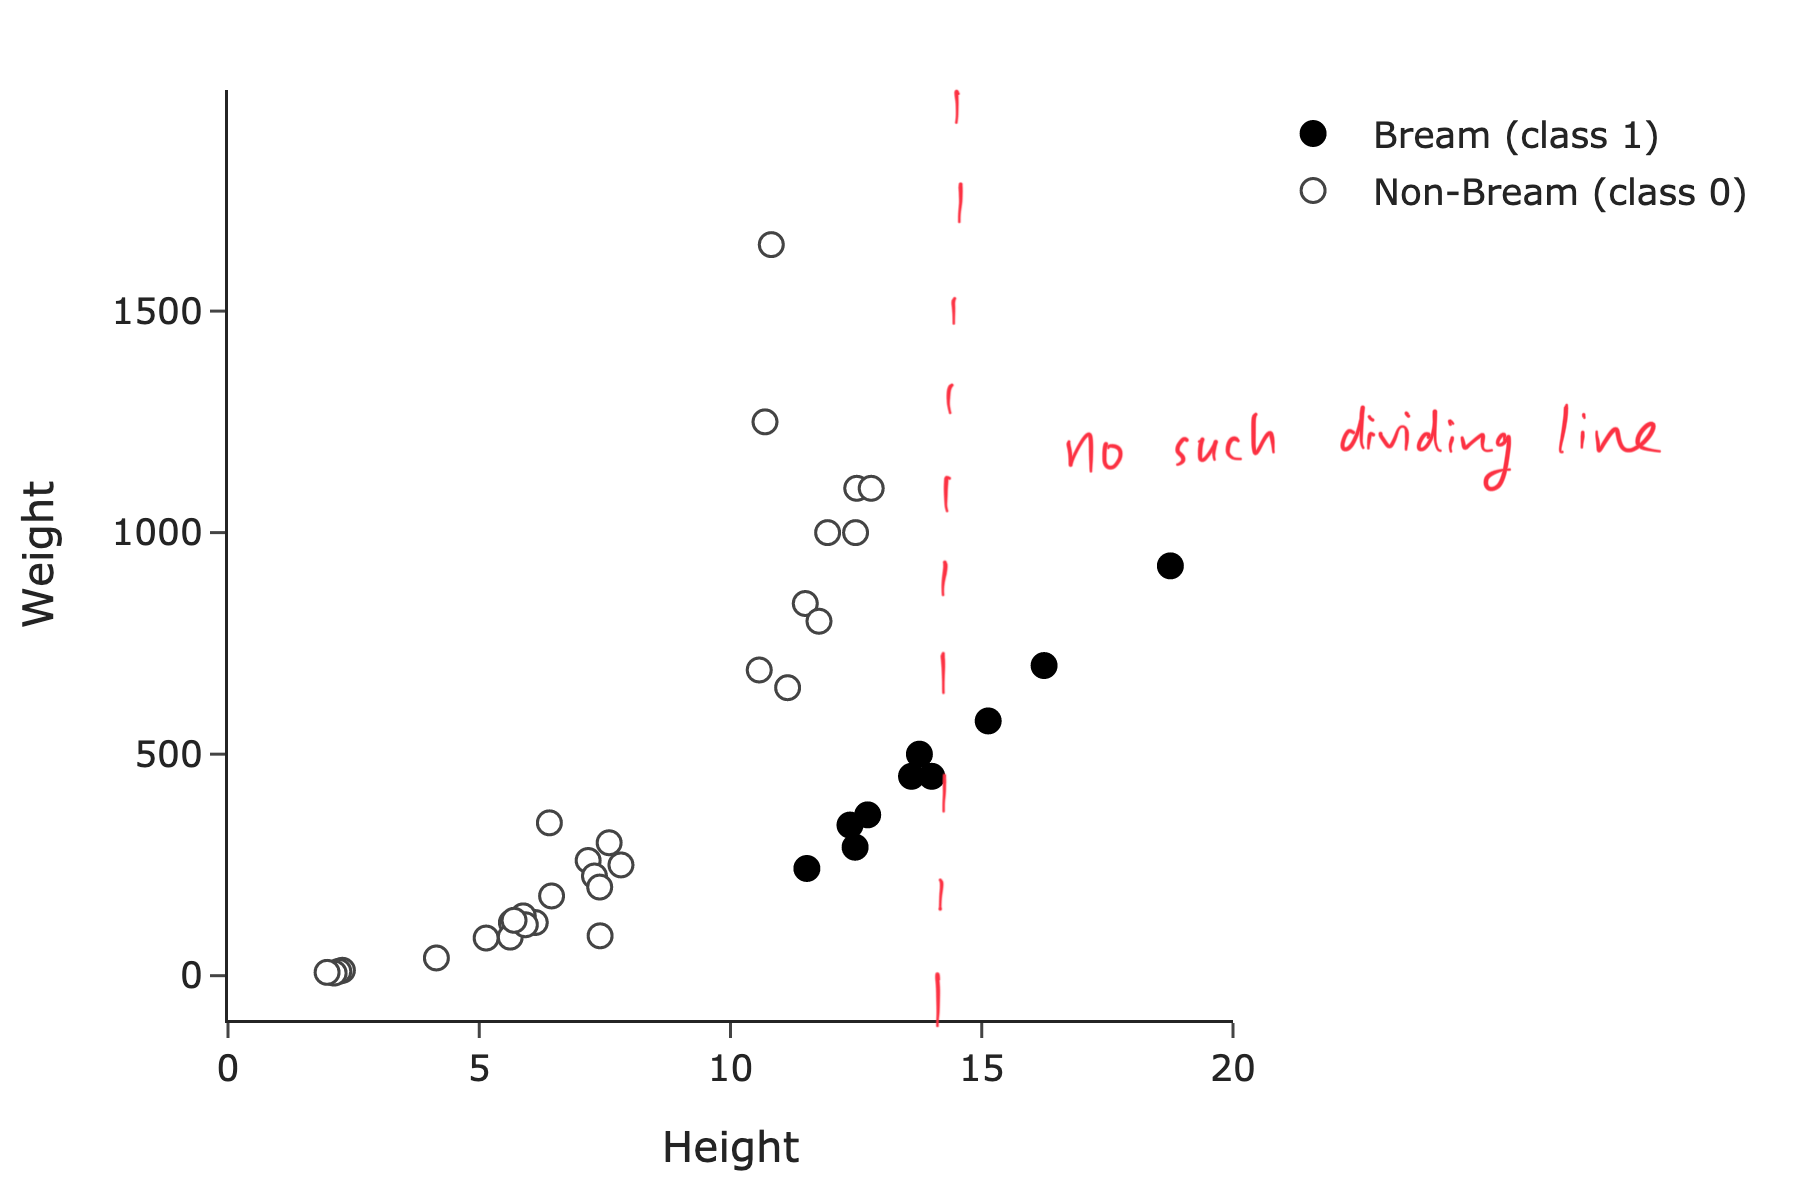 Bream (class 1)
Non-Bream (class 0)
1500
1000
500
0
Weight
no such dividing line
0 5 10 15 20
Height